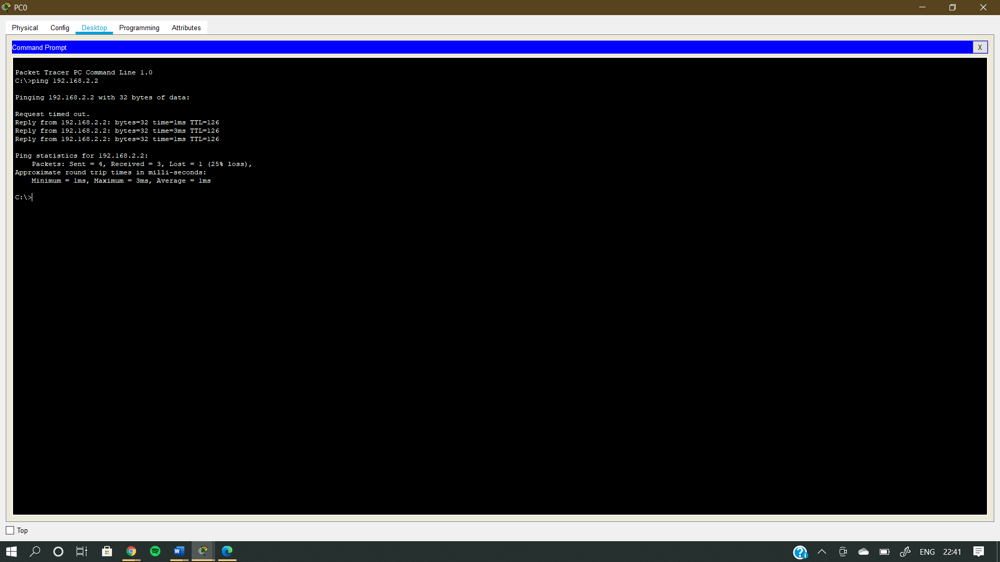 PC0
Physical Config Desktop Programming Attributes
Command Prompt X
Packet Tracer PC Command Line 1.0
C:\>ping 192.168.2.2
Pinging 192.168.2.2 with 32 bytes of data:
Request timed out.
Reply from 192.168.2.2: bytes=32 time=1ms TTL=126
Reply from 192.168.2.2: bytes=32 time=3ms TTL=126
Reply from 192.168.2.2: bytes=32 time=1ms TTL=126
Ping statistics for 192.168.2.2:
Packets: Sent = 4, Received = 3, Lost = 1 (25% loss),
Approximate round trip times in milli-seconds:
Minimum = 1ms, Maximum = 3ms, Average = 1ms
C:\>
Top
ENG 22:41